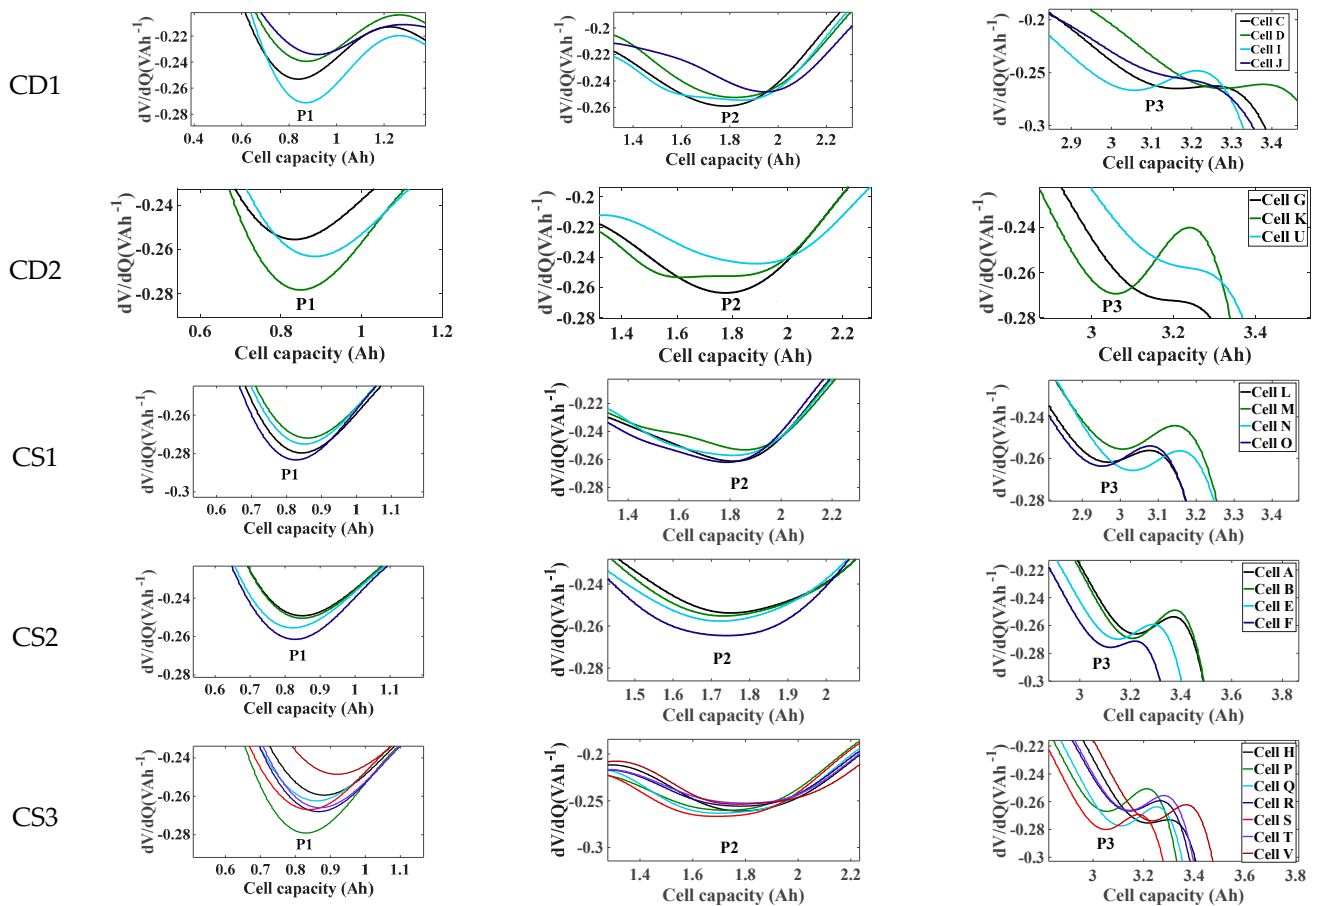 CD1
dV/dQ(VAh⁻¹)
-0.22
-0.24
-0.26
-0.28
P1
0.4 0.6 0.8 1 1.2
Cell capacity (Ah)
dV/dQ(VAh⁻¹)
-0.2
-0.22
-0.24
-0.26
P2
1.4 1.6 1.8 2 2.2
Cell capacity (Ah)
dV/dQ(VAh⁻¹)
-0.2
-0.25
-0.3
P3
Cell C
Cell D
Cell I
Cell J
2.9 3 3.1 3.2 3.3 3.4
Cell capacity (Ah)
CD2
dV/dQ(VAh⁻¹)
-0.24
-0.26
-0.28
P1
0.6 0.8 1 1.2
Cell capacity (Ah)
dV/dQ(VAh⁻¹)
-0.2
-0.22
-0.24
-0.26
-0.28
P2
1.4 1.6 1.8 2 2.2
Cell capacity (Ah)
dV/dQ(VAh⁻¹)
-0.24
-0.26
-0.28
P3
Cell G
Cell K
Cell U
3 3.2 3.4
Cell capacity (Ah)
CS1
dV/dQ(VAh⁻¹)
-0.26
-0.28
-0.3
P1
0.6 0.7 0.8 0.9 1 1.1
Cell capacity (Ah)
dV/dQ(VAh⁻¹)
-0.22
-0.24
-0.26
-0.28
P2
1.4 1.6 1.8 2 2.2
Cell capacity (Ah)
dV/dQ(VAh⁻¹)
-0.24
-0.26
-0.28
P3
Cell L
Cell M
Cell N
Cell O
2.9 3 3.1 3.2 3.3 3.4
Cell capacity (Ah)
CS2
dV/dQ(VAh⁻¹)
-0.24
-0.26
-0.28
P1
0.6 0.7 0.8 0.9 1 1.1
Cell capacity (Ah)
dV/dQ(VAh⁻¹)
-0.24
-0.26
-0.28
P2
1.5 1.6 1.7 1.8 1.9 2
Cell capacity (Ah)
dV/dQ(VAh⁻¹)
-0.22
-0.24
-0.26
-0.28
-0.3
P3
Cell A
Cell B
Cell E
Cell F
3 3.2 3.4 3.6 3.8
Cell capacity (Ah)
CS3
dV/dQ(VAh⁻¹)
-0.24
-0.26
-0.28
P1
0.6 0.7 0.8 0.9 1 1.1
Cell capacity (Ah)
dV/dQ(VAh⁻¹)
-0.2
-0.25
-0.3
P2
1.4 1.6 1.8 2 2.2
Cell capacity (Ah)
dV/dQ(VAh⁻¹)
-0.22
-0.24
-0.26
-0.28
-0.3
P3
Cell H
Cell P
Cell Q
Cell R
Cell S
Cell T
Cell V
3 3.2 3.4 3.6 3.8
Cell capacity (Ah)